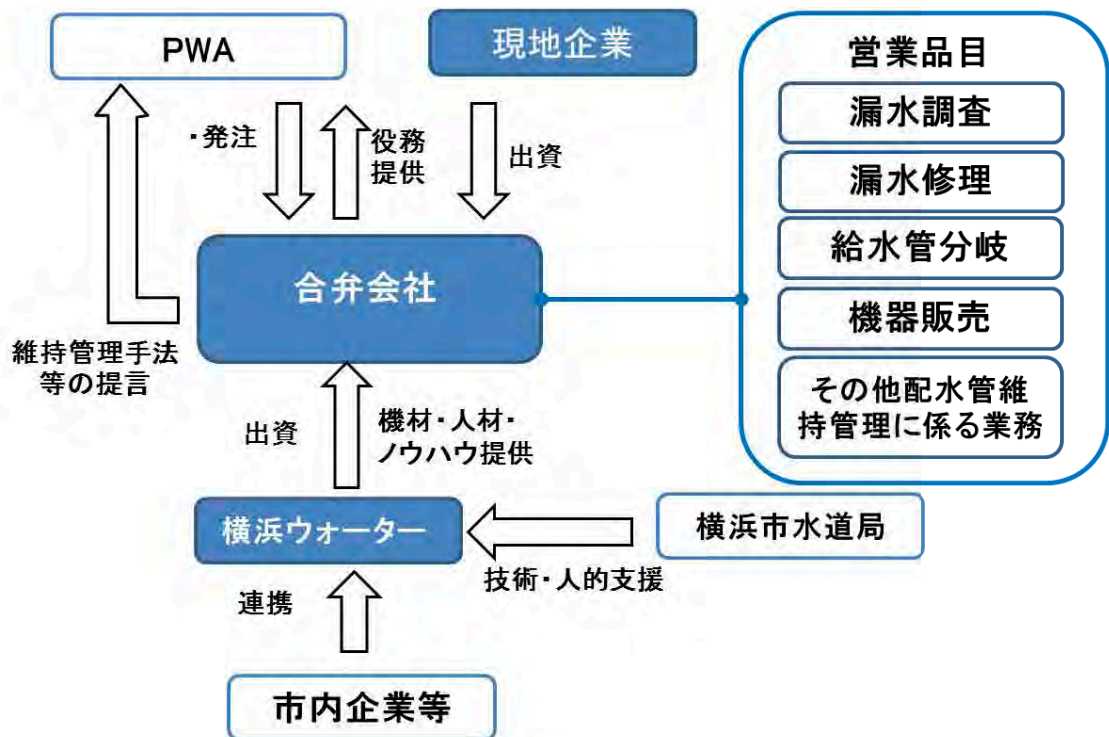 PWA
現地企業
・発注
役務
提供
出資
合弁会社
維持管理手法
等の提言
出資
機材・人材・
ノウハウ提供
横浜ウォーター
横浜市水道局
技術・人的支援
連携
市内企業等
営業品目
漏水調査
漏水修理
給水管分岐
機器販売
その他配水管維
持管理に係る業務